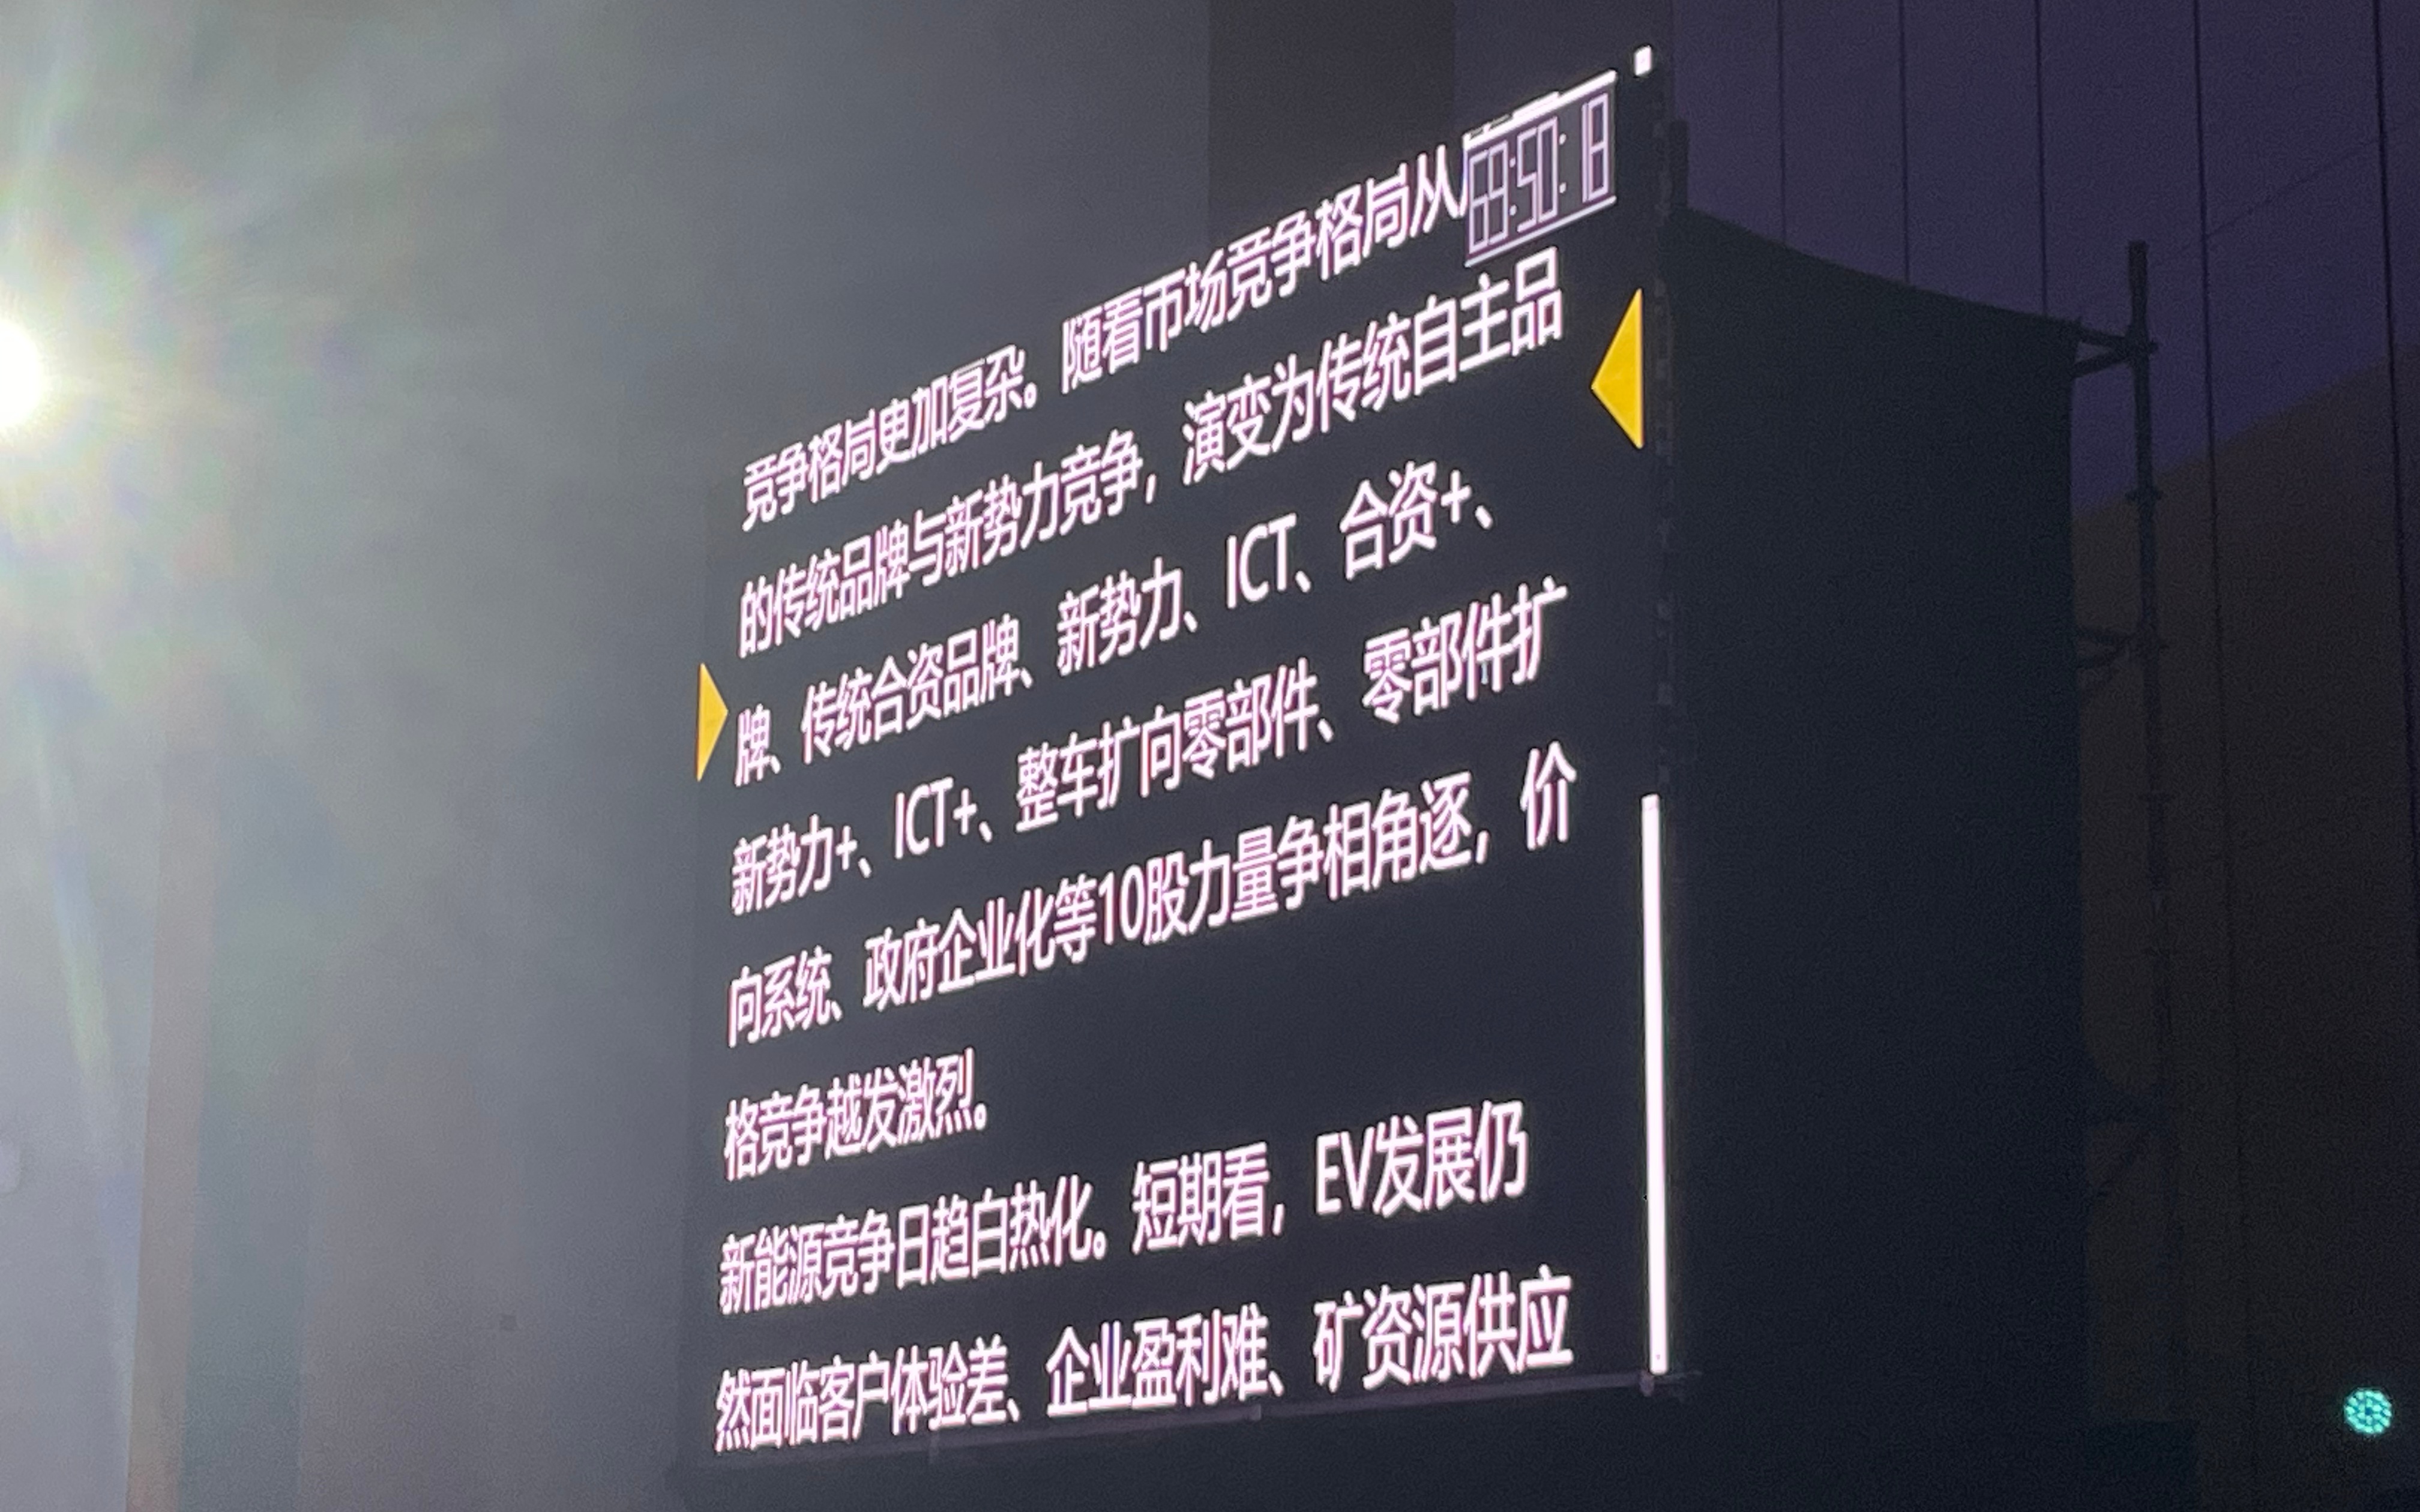 竞争格局更加复杂。随着市场竞争格局从
69:50:18
的传统品牌与新势力竞争，演变为传统自主品
牌、传统合资品牌、新势力、ICT、合资+、
新势力+、ICT+、整车扩向零部件、零部件扩
向系统、政府企业化等10股力量争相角逐，价
格竞争越发激烈。
新能源竞争日趋白热化。短期看，EV发展仍
然面临客户体验差、企业盈利难、矿资源供应